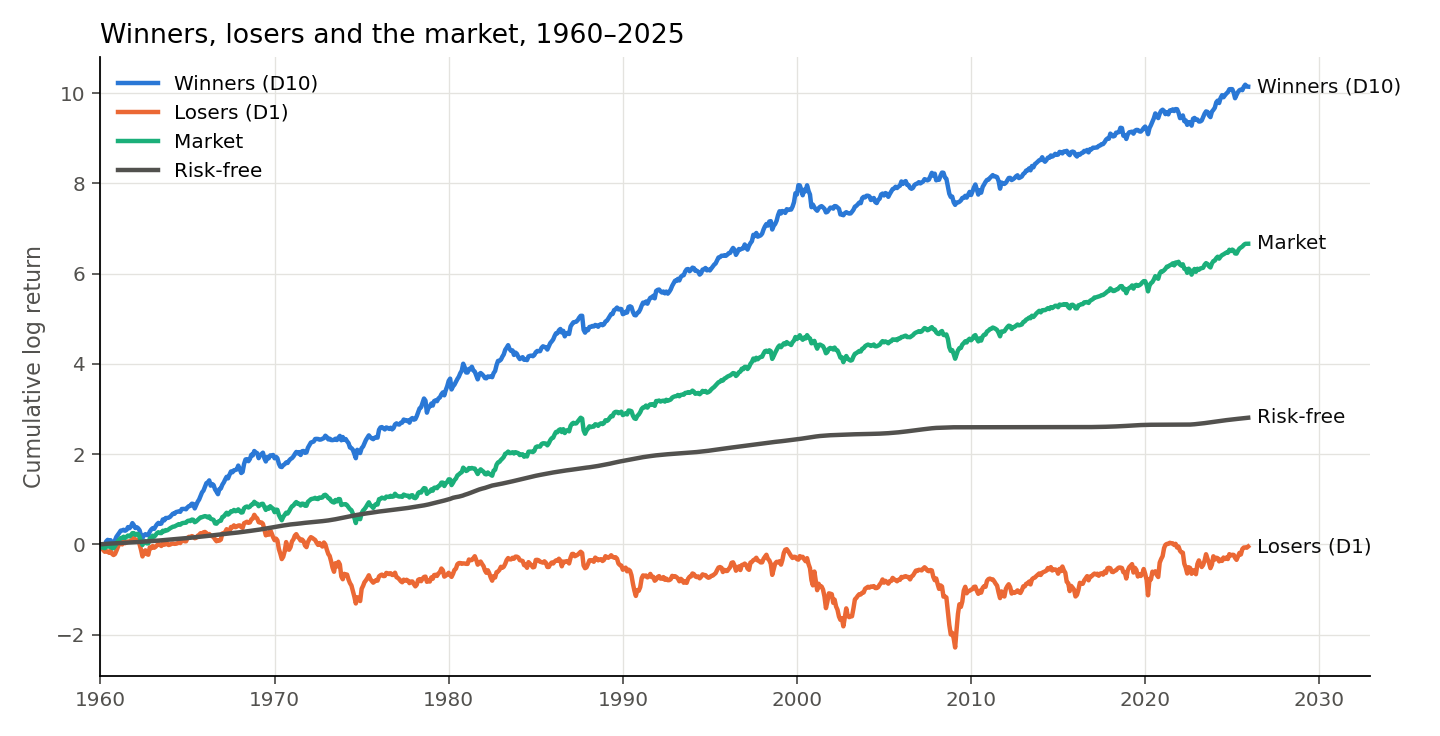 Winners, losers and the market, 1960–2025
Winners (D10)
Losers (D1)
Market
Risk-free
Cumulative log return
10
8
6
4
2
0
−2
1960
1970
1980
1990
2000
2010
2020
2030
Winners (D10)
Market
Risk-free
Losers (D1)